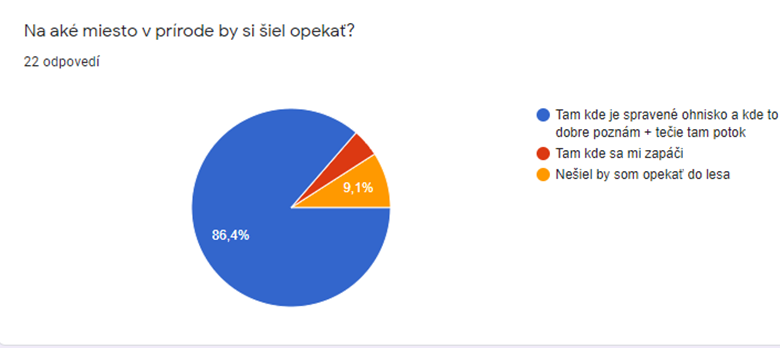 Na aké miesto v prírode by si šiel opekať?
22 odpovedí
Tam kde je spravené ohnisko a kde to
dobre poznám + tečie tam potok
Tam kde sa mi zapáči
Nešiel by som opekať do lesa
9,1%
86,4%